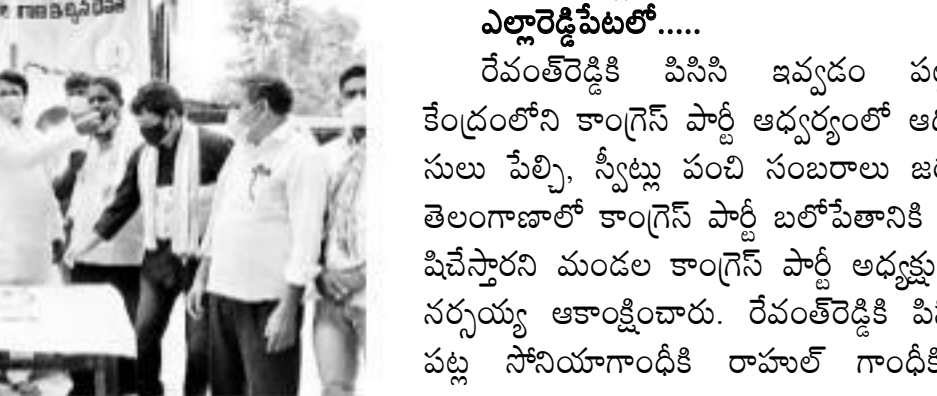 ఎల్లారెడ్డిపేటలో.....
రేవంత్‌రెడ్డికి పిసిసి ఇవ్వడం
కేంద్రంలోని కాంగ్రెస్ పార్టీ ఆధ్వర్యంలో
సులు పేల్చి, స్వీట్లు పంచి సంబరాలు
తెలంగాణాలో కాంగ్రెస్ పార్టీ బలోపేతానికి
షిచేస్తారని మండల కాంగ్రెస్ పార్టీ అధ్యక్షు
నర్సయ్య ఆకాంక్షించారు. రేవంత్‌రెడ్డికి
పట్ల సోనియాగాంధీకి రాహుల్ గాంధీకి